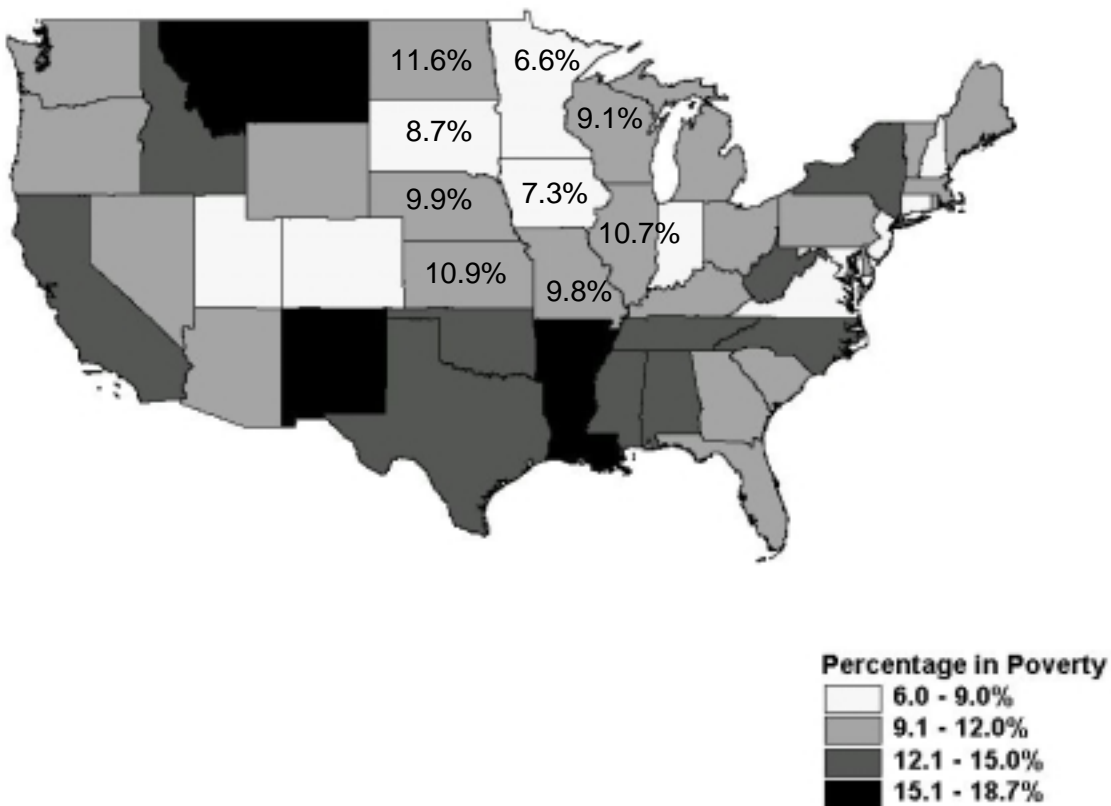 11.6%
6.6%
8.7%
9.1%
9.9%
7.3%
10.7%
10.9%
9.8%
Percentage in Poverty
6.0 - 9.0%
9.1 - 12.0%
12.1 - 15.0%
15.1 - 18.7%